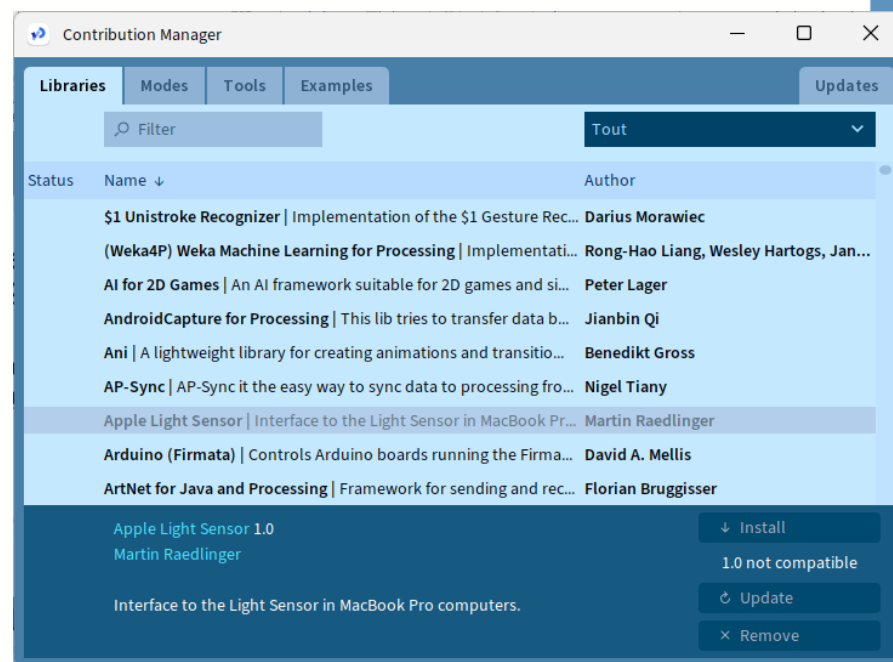 Contribution Manager
Libraries Modes Tools Examples Updates
Filter Tout
Status Name ↓ Author
$1 Unistroke Recognizer | Implementation of the $1 Gesture Rec... Darius Morawiec
(Weka4P) Weka Machine Learning for Processing | Implementati... Rong-Hao Liang, Wesley Hartogs, Jan...
AI for 2D Games | An AI framework suitable for 2D games and si... Peter Lager
AndroidCapture for Processing | This lib tries to transfer data b... Jianbin Qi
Ani | A lightweight library for creating animations and transitio... Benedikt Gross
AP-Sync | AP-Sync it the easy way to sync data to processing fro... Nigel Tiany
Apple Light Sensor | Interface to the Light Sensor in MacBook Pr... Martin Raedlinger
Arduino (Firmata) | Controls Arduino boards running the Firma... David A. Mellis
ArtNet for Java and Processing | Framework for sending and rec... Florian Bruggisser
Apple Light Sensor 1.0
Martin Raedlinger
Interface to the Light Sensor in MacBook Pro computers.
↓ Install
1.0 not compatible
Update
× Remove